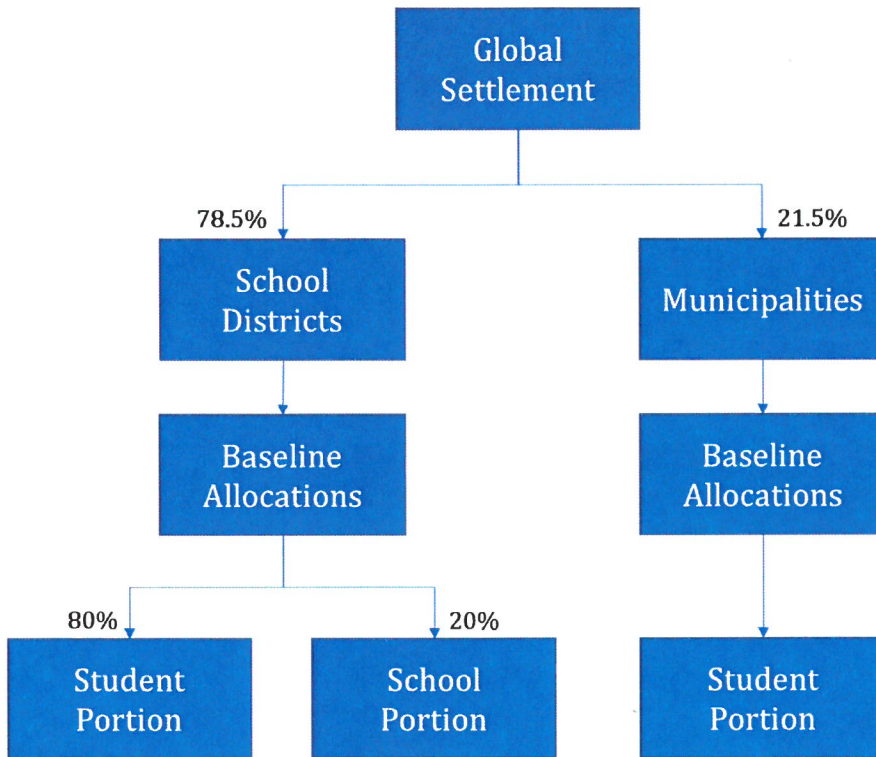 Global
Settlement
78.5%
21.5%
School
Districts
Municipalities
Baseline
Allocations
Baseline
Allocations
80%
20%
Student
Portion
School
Portion
Student
Portion